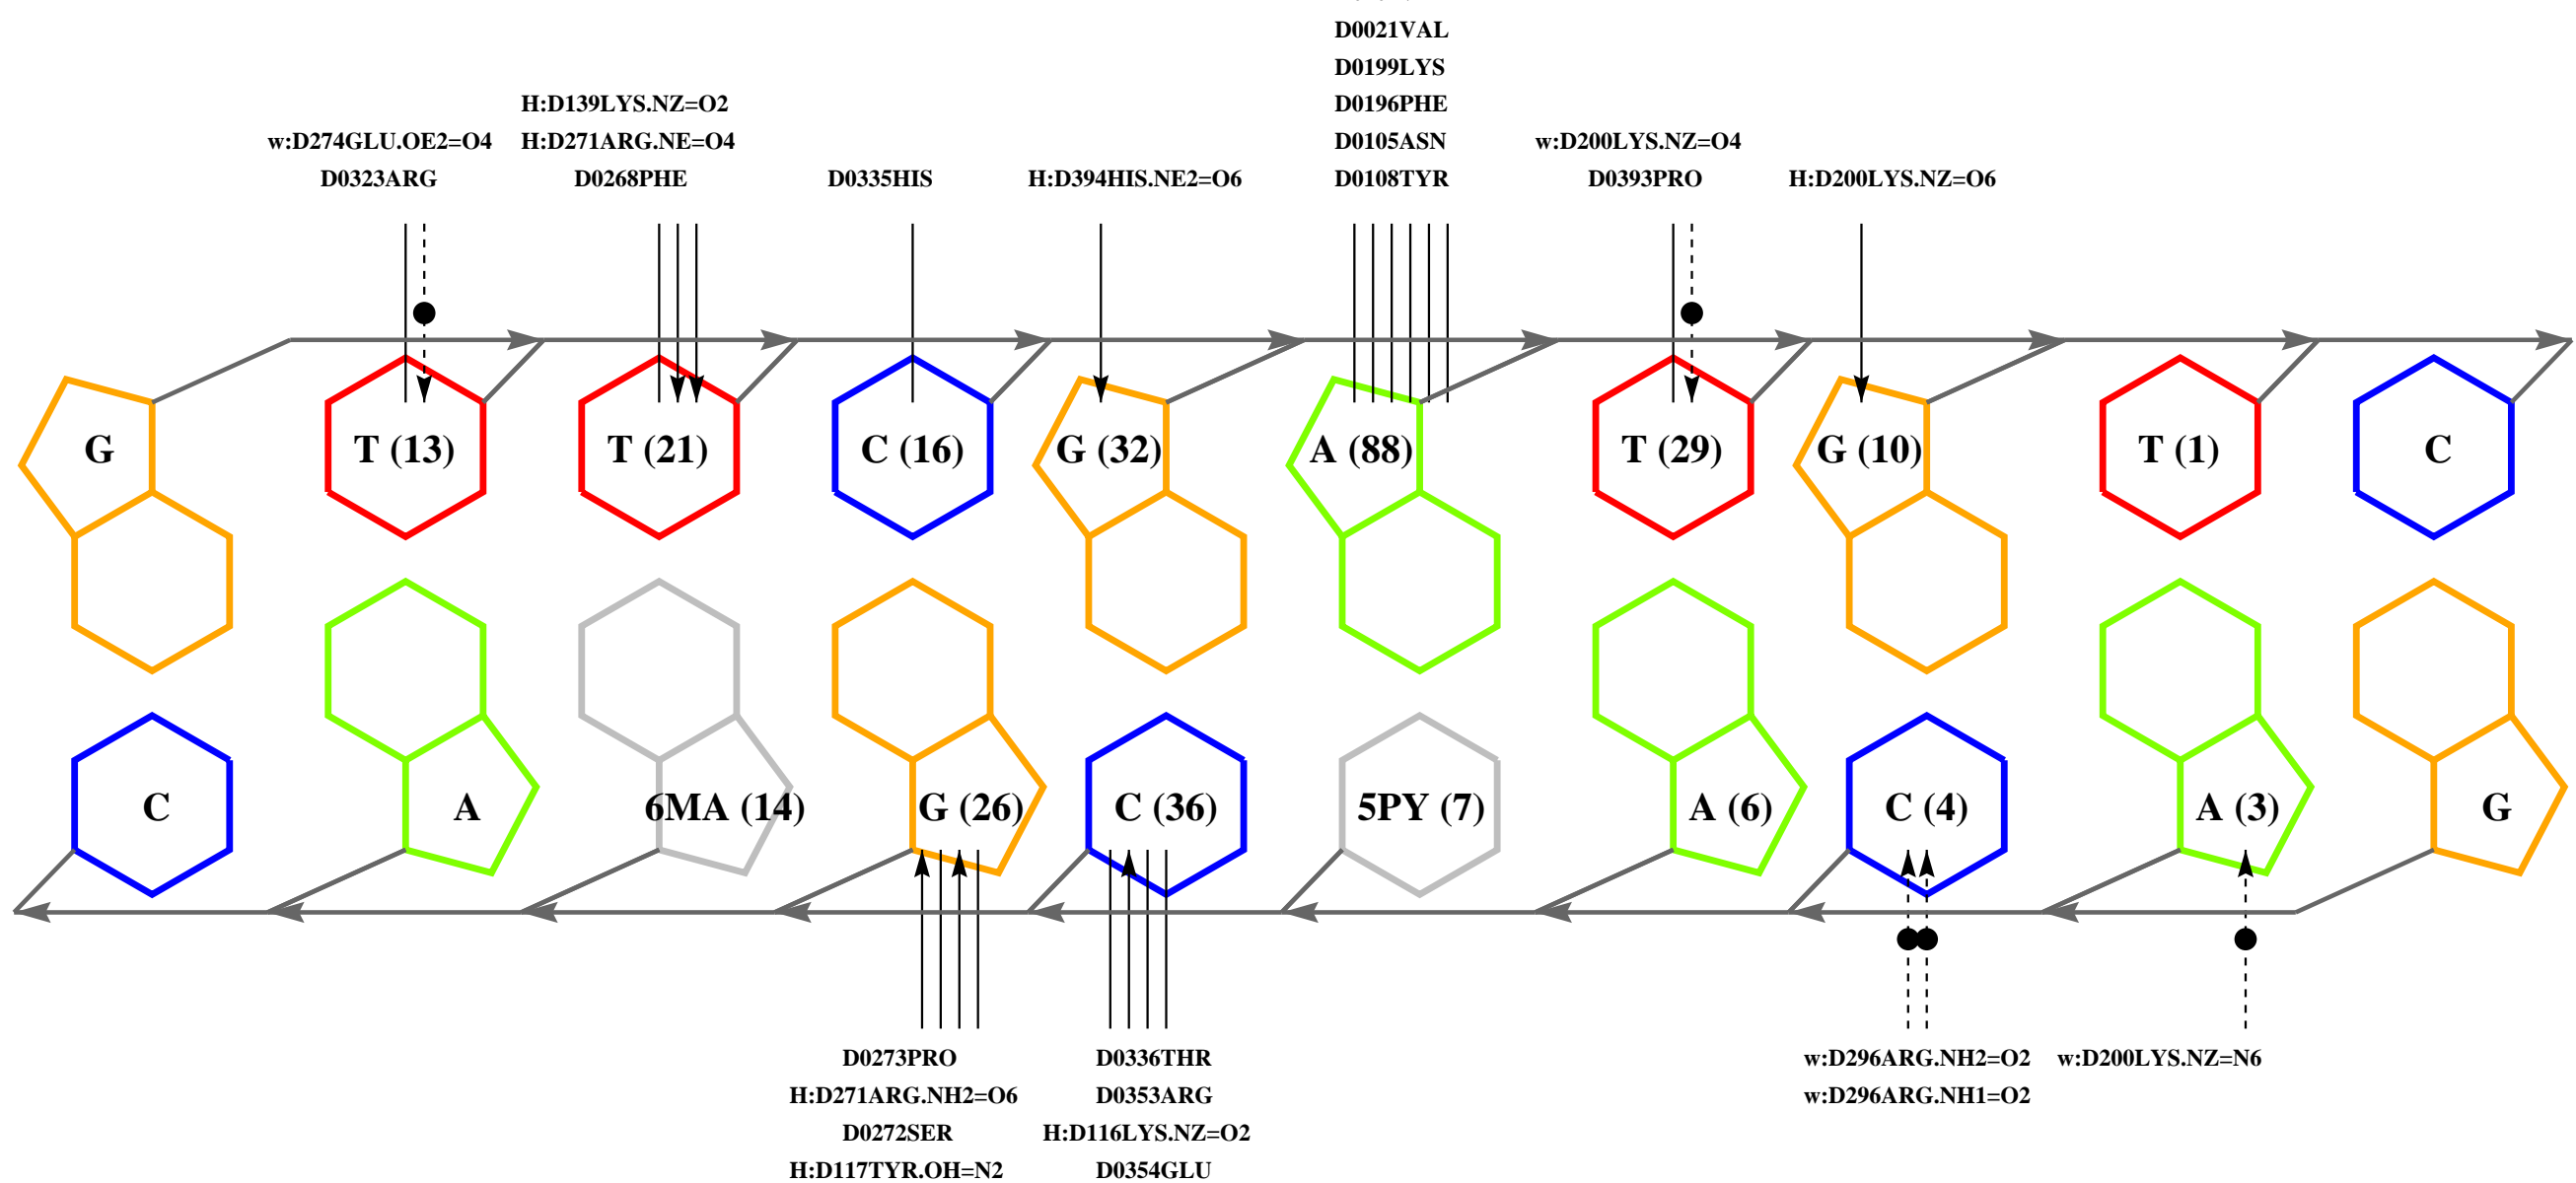 D0021VAL
D0199LYS
H:D139LYS.NZ=O2 D0196PHE
w:D274GLU.OE2=O4 H:D271ARG.NE=O4 D0105ASN w:D200LYS.NZ=O4
D0323ARG D0268PHE D0335HIS H:D394HIS.NE2=O6 D0108TYR D0393PRO H:D200LYS.NZ=O6
G T (13) T (21) C (16) G (32) A (88) T (29) G (10) T (1) C
C A 6MA (14) G (26) C (36) 5PY (7) A (6) C (4) A (3) G
D0273PRO D0336THR w:D296ARG.NH2=O2 w:D200LYS.NZ=N6
H:D271ARG.NH2=O6 D0353ARG w:D296ARG.NH1=O2
D0272SER H:D116LYS.NZ=O2
H:D117TYR.OH=N2 D0354GLU